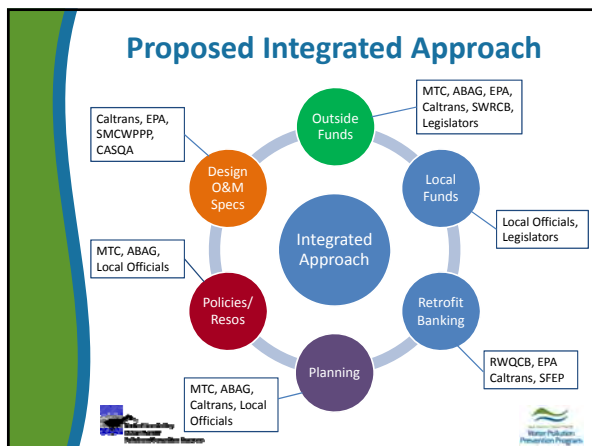 Proposed Integrated Approach
MTC, ABAG, EPA,
Caltrans, SWRCB,
Legislators
Outside
Funds
Caltrans, EPA,
SMCWPPP,
CASQA
Design
O&M
Specs
Local
Funds
Local Officials,
Legislators
Integrated
Approach
MTC, ABAG,
Local Officials
Policies/
Resos
Retrofit
Banking
RWQCB, EPA
Caltrans, SFEP
Planning
MTC, ABAG,
Caltrans, Local
Officials
Water Pollution
Prevention Program